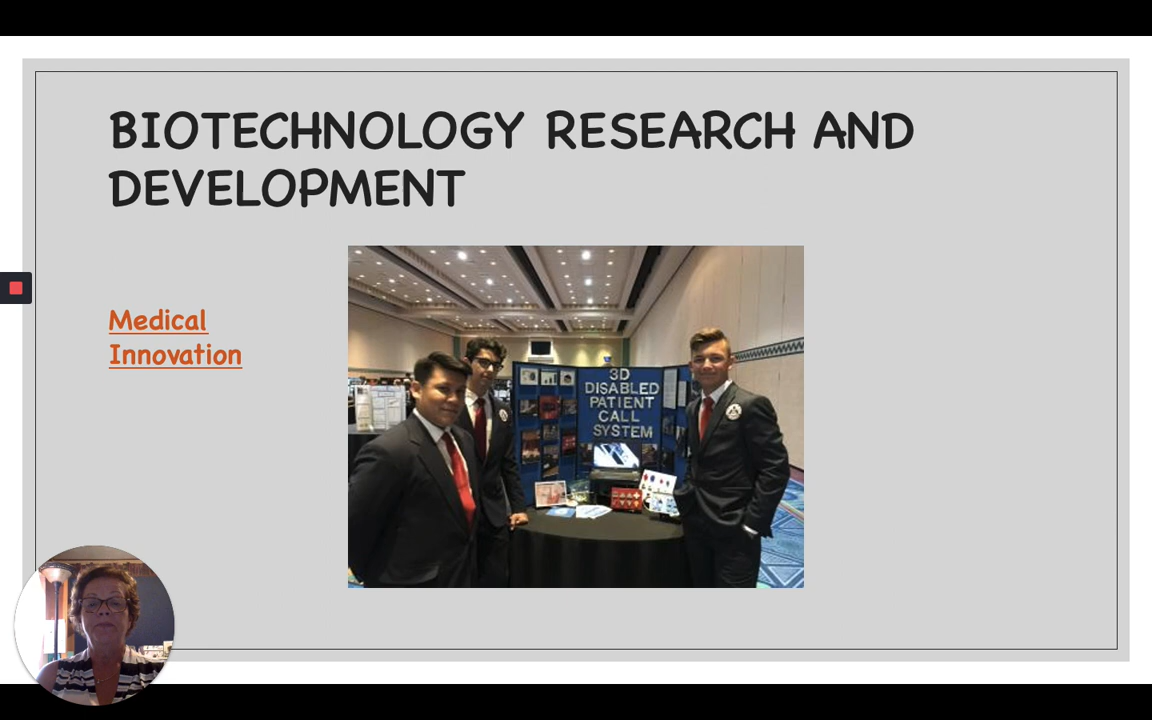 BIOTECHNOLOGY RESEARCH AND
DEVELOPMENT
Medical
Innovation
3D
DISABLED
PATIENT
CALL
SYSTEM